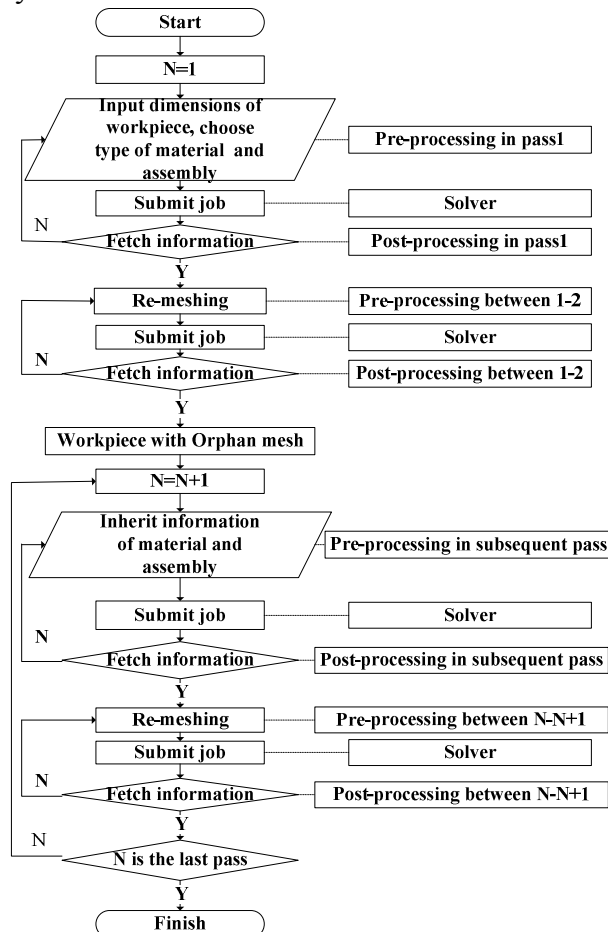 y
Start
N=1
Input dimensions of
workpiece, choose
type of material and
assembly
Pre-processing in pass1
Submit job
Solver
N
Fetch information
Post-processing in pass1
Y
Re-meshing
Pre-processing between 1-2
Submit job
Solver
N
Fetch information
Post-processing between 1-2
Y
Workpiece with Orphan mesh
N=N+1
Inherit information
of material and
assembly
Pre-processing in subsequent pass
Submit job
Solver
N
Fetch information
Post-processing in subsequent pass
Y
Re-meshing
Pre-processing between N-N+1
Submit job
Solver
N
Fetch information
Post-processing between N-N+1
Y
N
N is the last pass
Y
Finish